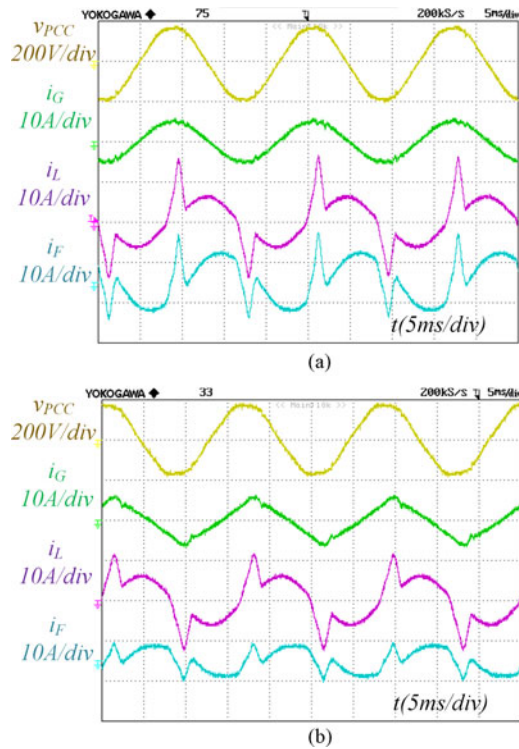 YOKOGAWA ◆ 75 200kS/s 5ms/div
<< Main:10k >>
vPCC
200V/div
iG
10A/div
iL
10A/div
iF
10A/div
t(5ms/div)
(a)
YOKOGAWA ◆ 33 200kS/s 5ms/div
<< Main:10k >>
vPCC
200V/div
iG
10A/div
iL
10A/div
iF
10A/div
t(5ms/div)
(b)